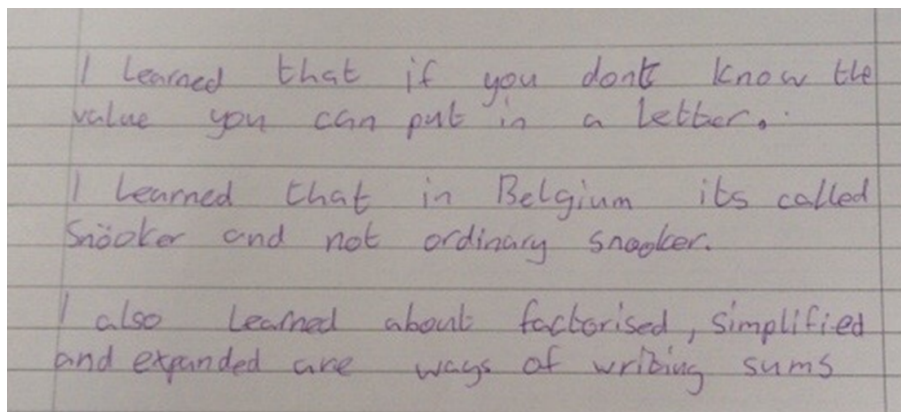 I learned that if you dont know the
value you can put in a letter.
I learned that in Belgium its called
Snöoker and not ordinary snooker.
I also learned about factorised, simplified
and expanded are ways of writing sums